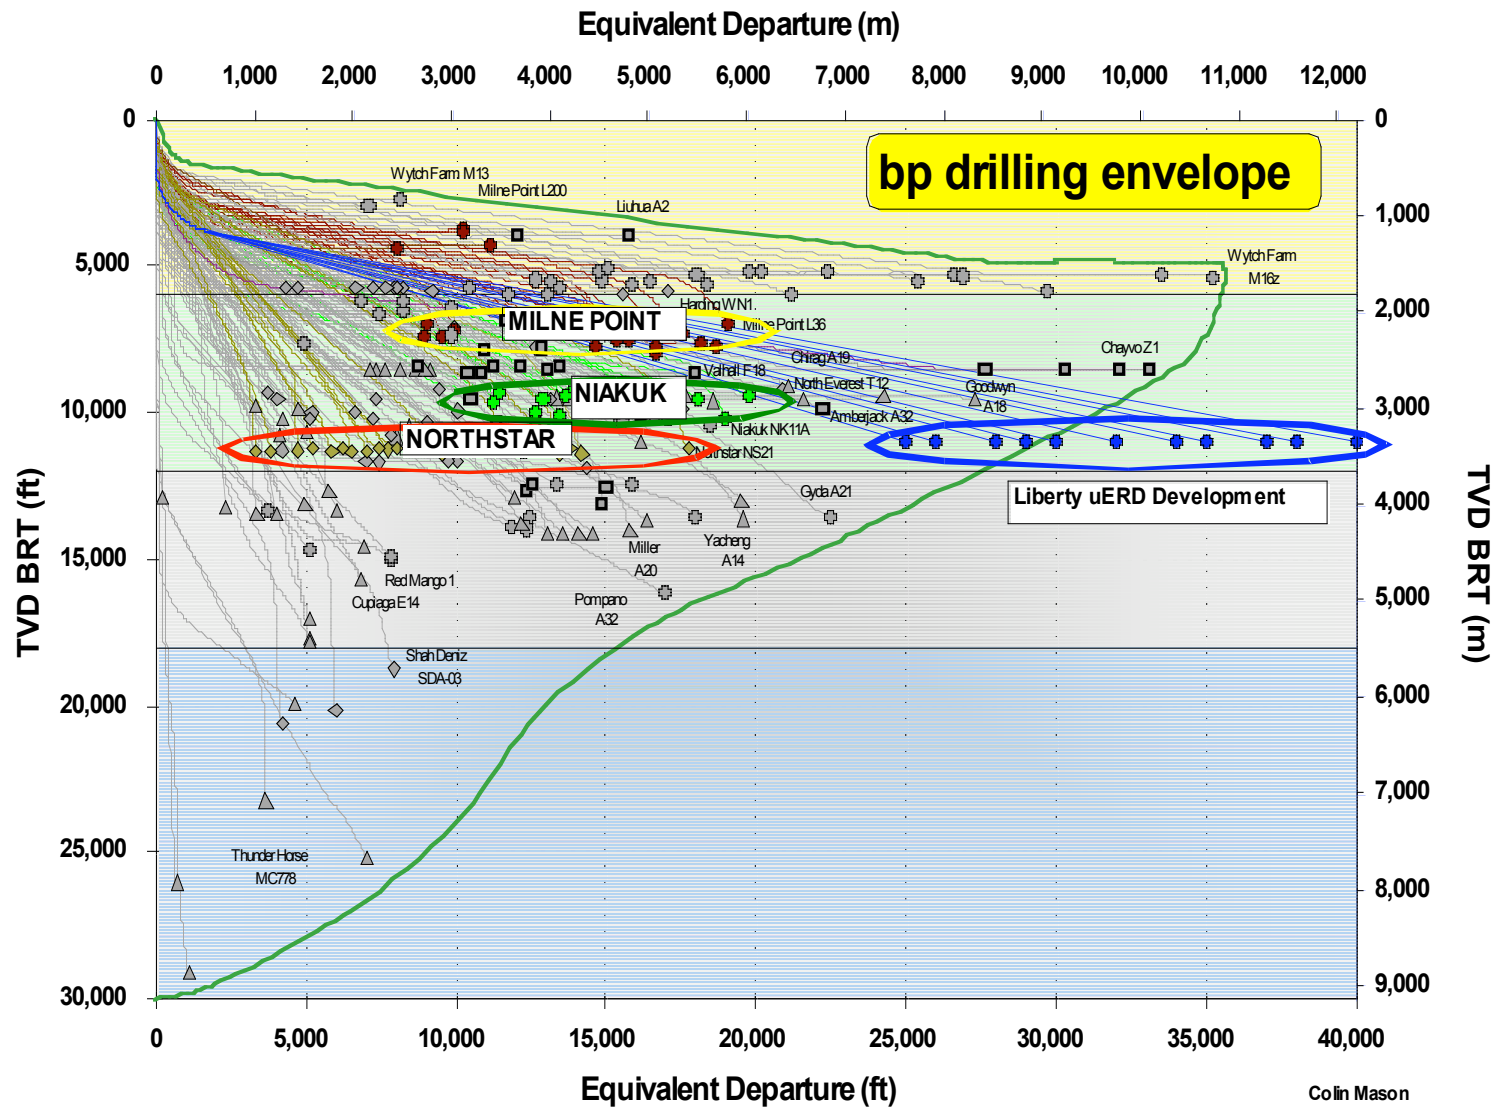 Equivalent Departure (m)
0 1,000 2,000 3,000 4,000 5,000 6,000 7,000 8,000 9,000 10,000 11,000 12,000
0
5,000
10,000
15,000
20,000
25,000
30,000
TVD BRT (ft)
0
1,000
2,000
3,000
4,000
5,000
6,000
7,000
8,000
9,000
TVD BRT (m)
bp drilling envelope
Wytch Farm M13
Milne Point L200
Liuhua A2
Wytch Farm
M16z
Harding WN1
MILNE POINT
Milne Point L36
Chirag A19
Chayvo Z1
Valhall F18
North Everest T12
Goodwyn
A18
NIAKUK
Amberjack A32
Niakuk NK11A
NORTHSTAR
Northstar NS21
Gyda A21
Liberty uERD Development
Miller
A20
Yacheng
A14
Red Mango 1
Cupiaga E14
Pompano
A32
Shah Deniz
SDA-03
Thunder Horse
MC778
0 5,000 10,000 15,000 20,000 25,000 30,000 35,000 40,000
Equivalent Departure (ft)
Colin Mason